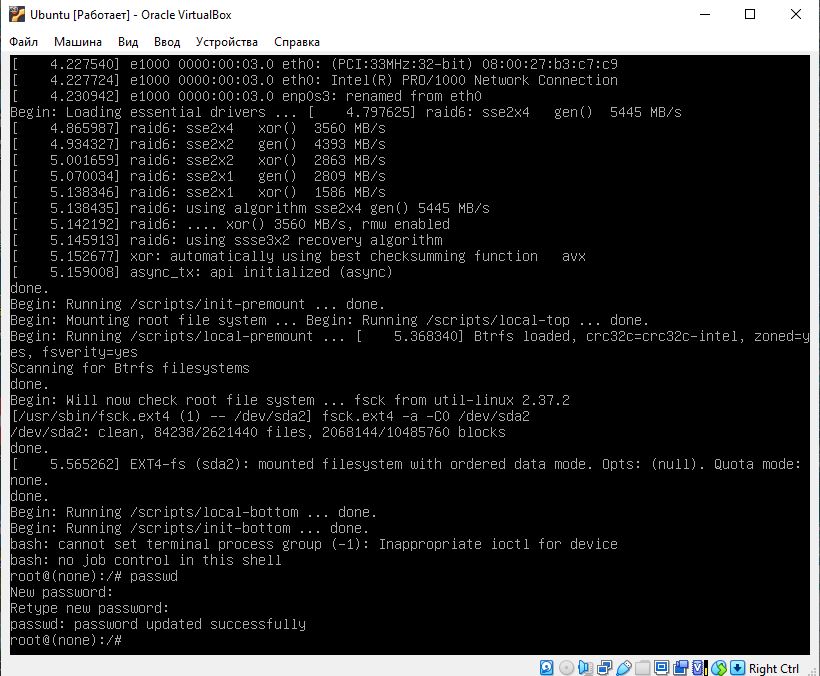 Ubuntu [Работает] - Oracle VirtualBox
Файл Машина Вид Ввод Устройства Справка
[    4.227540] e1000 0000:00:03.0 eth0: (PCI:33MHz:32-bit) 08:00:27:b3:c7:c9
[    4.227724] e1000 0000:00:03.0 eth0: Intel(R) PRO/1000 Network Connection
[    4.230942] e1000 0000:00:03.0 enp0s3: renamed from eth0
Begin: Loading essential drivers ... [    4.797625] raid6: sse2x4   gen()  5445 MB/s
[    4.865987] raid6: sse2x4   xor()  3560 MB/s
[    4.934327] raid6: sse2x2   gen()  4393 MB/s
[    5.001659] raid6: sse2x2   xor()  2863 MB/s
[    5.070034] raid6: sse2x1   gen()  2809 MB/s
[    5.138346] raid6: sse2x1   xor()  1586 MB/s
[    5.138435] raid6: using algorithm sse2x4 gen() 5445 MB/s
[    5.142192] raid6: .... xor() 3560 MB/s, rmw enabled
[    5.145913] raid6: using ssse3x2 recovery algorithm
[    5.152677] xor: automatically using best checksumming function   avx
[    5.159008] async_tx: api initialized (async)
done.
Begin: Running /scripts/init-premount ... done.
Begin: Mounting root file system ... Begin: Running /scripts/local-top ... done.
Begin: Running /scripts/local-premount ... [    5.368340] Btrfs loaded, crc32c=crc32c-intel, zoned=y
es, fsverity=yes
Scanning for Btrfs filesystems
done.
Begin: Will now check root file system ... fsck from util-linux 2.37.2
[/usr/sbin/fsck.ext4 (1) -- /dev/sda2] fsck.ext4 -a -C0 /dev/sda2
/dev/sda2: clean, 84238/2621440 files, 2068144/10485760 blocks
done.
[    5.565262] EXT4-fs (sda2): mounted filesystem with ordered data mode. Opts: (null). Quota mode:
none.
done.
Begin: Running /scripts/local-bottom ... done.
Begin: Running /scripts/init-bottom ... done.
bash: cannot set terminal process group (-1): Inappropriate ioctl for device
bash: no job control in this shell
root@(none):/# passwd
New password:
Retype new password:
passwd: password updated successfully
root@(none):/#
Right Ctrl